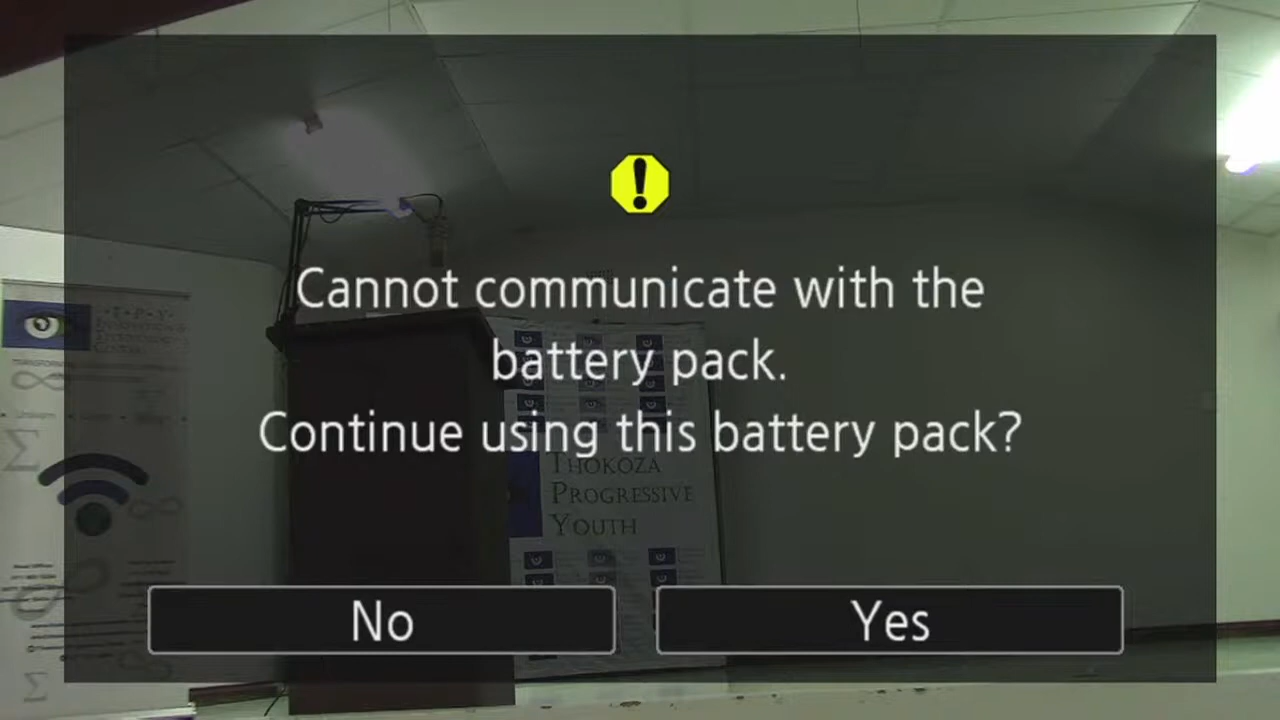 Cannot communicate with the
battery pack.
Continue using this battery pack?
THOKOZA
PROGRESSIVE
YOUTH
No
Yes